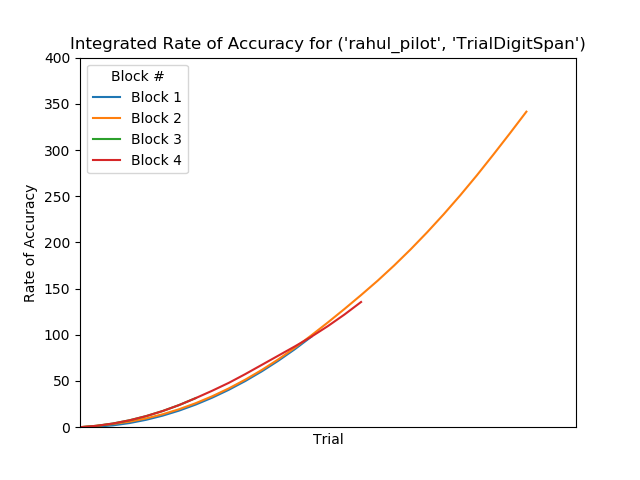 Integrated Rate of Accuracy for ('rahul_pilot', 'TrialDigitSpan')
Block #
Block 1
Block 2
Block 3
Block 4
400
350
300
250
200
150
100
50
0
Rate of Accuracy
Trial